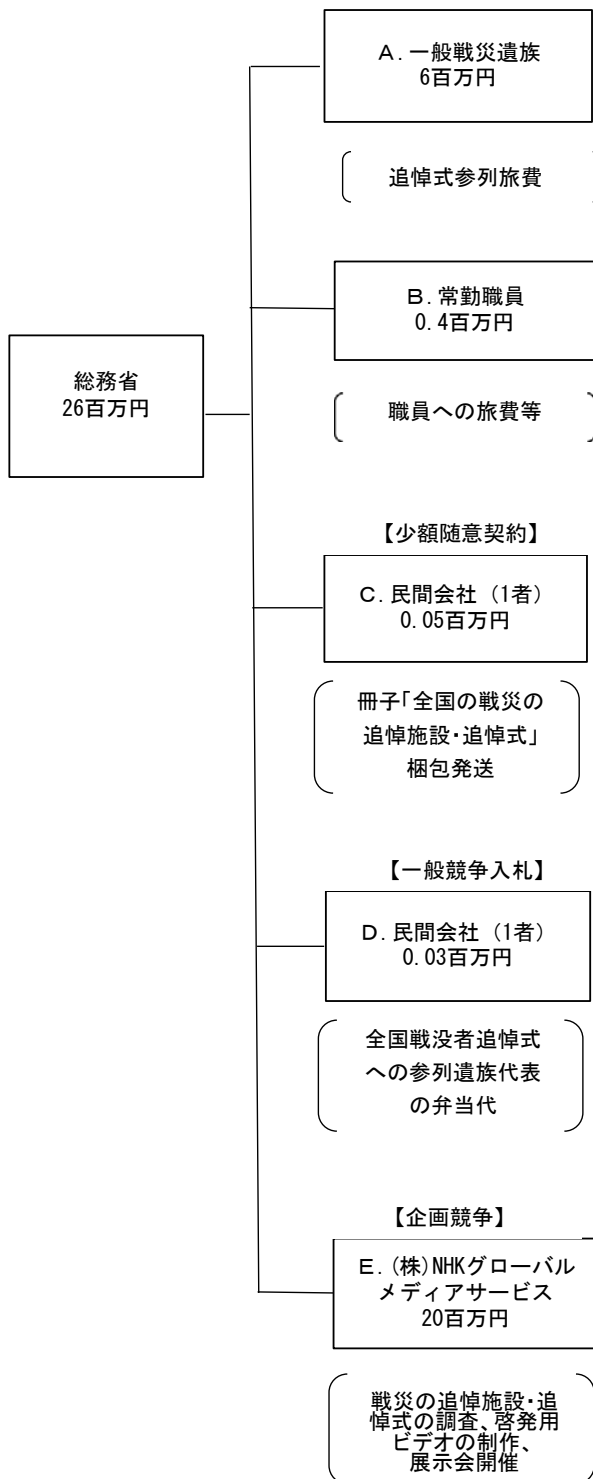 A．一般戦災遺族
6百万円
追悼式参列旅費
B．常勤職員
0.4百万円
総務省
26百万円
職員への旅費等
【少額随意契約】
C．民間会社（1者）
0.05百万円
冊子「全国の戦災の
追悼施設・追悼式」
梱包発送
【一般競争入札】
D．民間会社（1者）
0.03百万円
全国戦没者追悼式
への参列遺族代表
の弁当代
【企画競争】
E．（株）NHKグローバル
メディアサービス
20百万円
戦災の追悼施設・追
悼式の調査、啓発用
ビデオの制作、
展示会開催